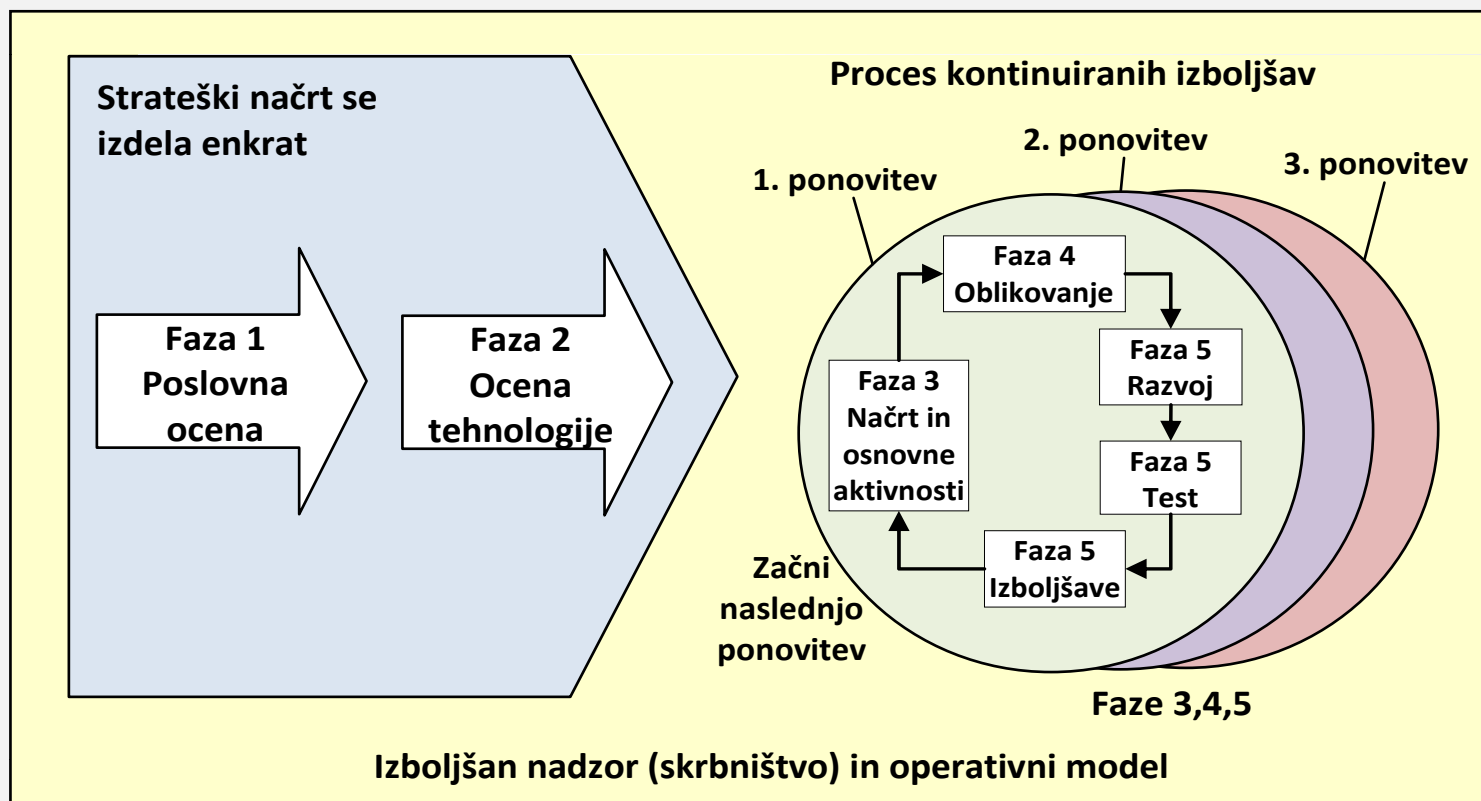 Strateški načrt se
izdela enkrat
Faza 1
Poslovna
ocena
Faza 2
Ocena
tehnologije
Proces kontinuiranih izboljšav
1. ponovitev
2. ponovitev
3. ponovitev
Faza 4
Oblikovanje
Faza 5
Razvoj
Faza 5
Test
Faza 5
Izboljšave
Faza 3
Načrt in
osnovne
aktivnosti
Začni
naslednjo
ponovitev
Faze 3,4,5
Izboljšan nadzor (skrbništvo) in operativni model